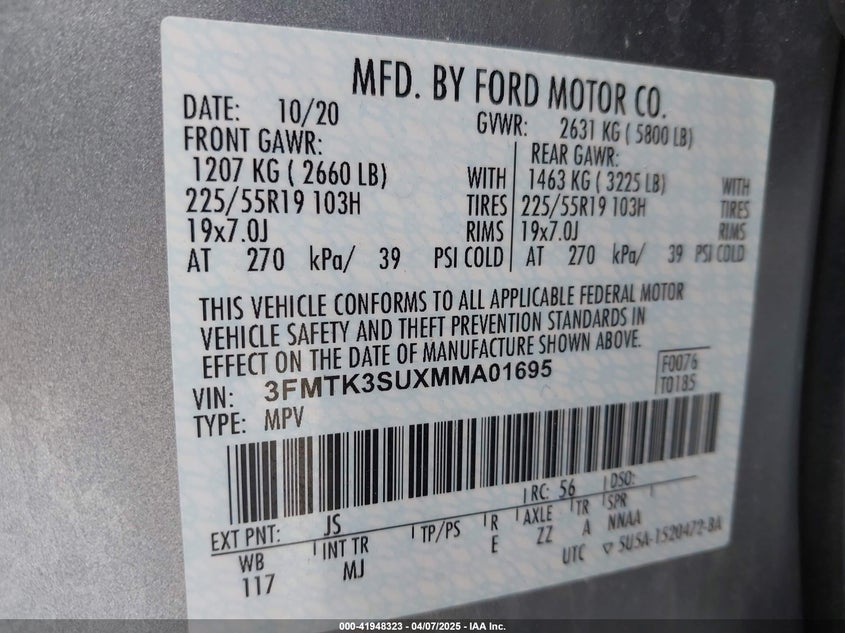 MFD. BY FORD MOTOR CO.
DATE: 10/20
GVWR: 2631 KG ( 5800 LB)
FRONT GAWR:
1207 KG ( 2660 LB) WITH
225/55R19 103H TIRES
19x7.0J RIMS
AT 270 kPa/ 39 PSI COLD
REAR GAWR:
1463 KG ( 3225 LB) WITH
225/55R19 103H TIRES
19x7.0J RIMS
AT 270 kPa/ 39 PSI COLD
THIS VEHICLE CONFORMS TO ALL APPLICABLE FEDERAL MOTOR
VEHICLE SAFETY AND THEFT PREVENTION STANDARDS IN
EFFECT ON THE DATE OF MANUFACTURE SHOWN ABOVE.
VIN: 3FMTK3SUXMMA01695
F0076
T0185
TYPE: MPV
EXT PNT: JS RC: 56 DSO:
WB INT TR TP/PS R AXLE TR SPR
117 MJ E ZZ A NNAA
UTC ▽ SU5A-1520472-BA
000-41948323 - 04/07/2025 - IAA Inc.